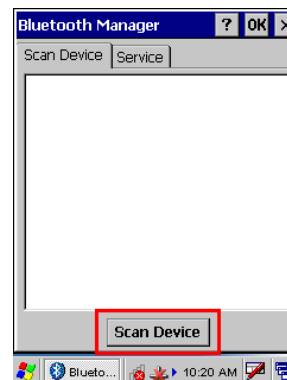 Bluetooth Manager ? OK ×
Scan Device Service
Scan Device
Blueto... 10:20 AM